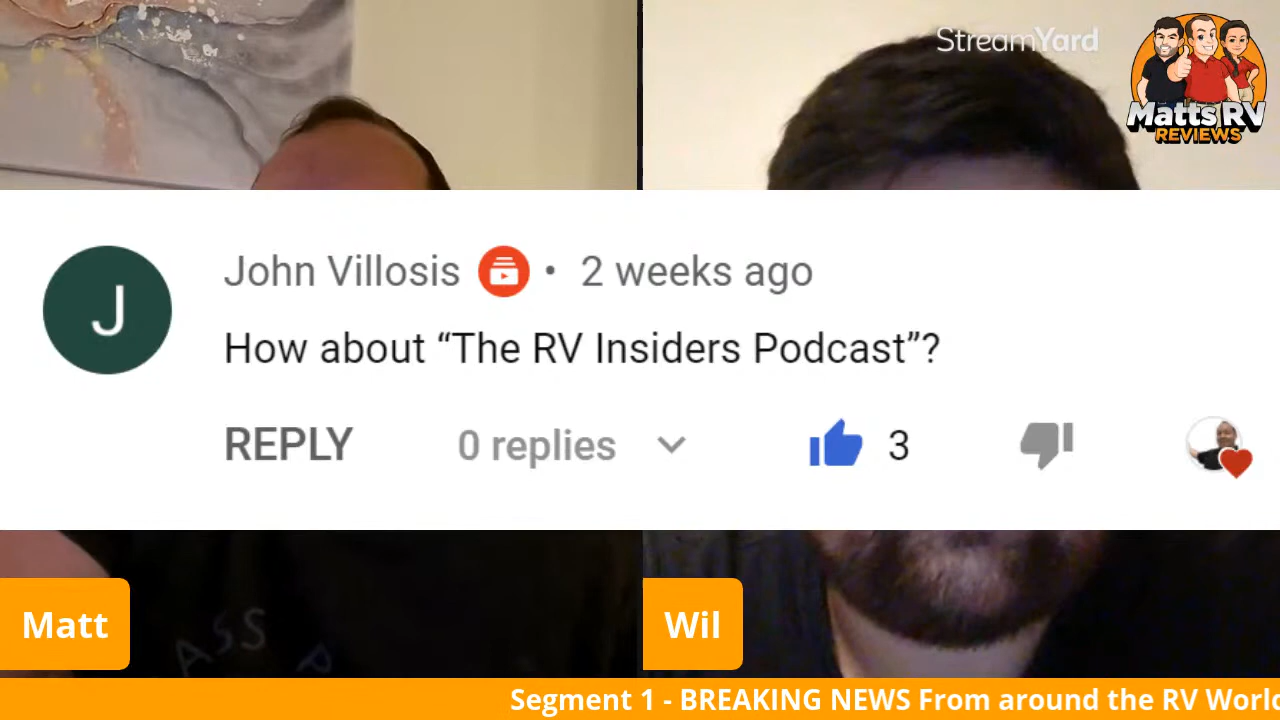 StreamYard
Matts RV
REVIEWS
J
John Villosis • 2 weeks ago
How about “The RV Insiders Podcast”?
REPLY 0 replies 3
ASS
Matt
Wil
Segment 1 - BREAKING NEWS From around the RV World